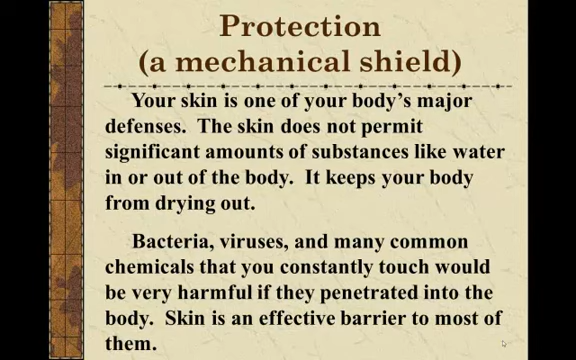 Protection
(a mechanical shield)
Your skin is one of your body's major
defenses. The skin does not permit
significant amounts of substances like water
in or out of the body. It keeps your body
from drying out.
Bacteria, viruses, and many common
chemicals that you constantly touch would
be very harmful if they penetrated into the
body. Skin is an effective barrier to most of
them.